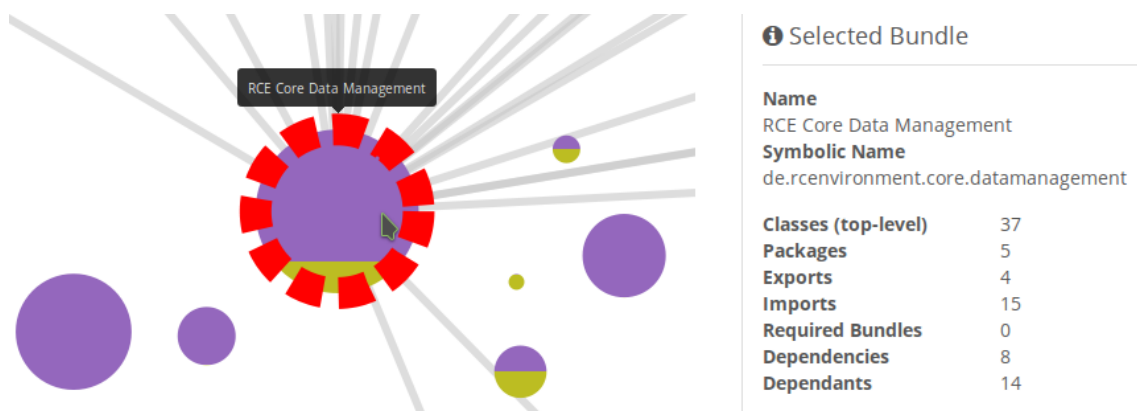 RCE Core Data Management
Selected Bundle
Name
RCE Core Data Management
Symbolic Name
de.rcenvironment.core.datamanagement
Classes (top-level) 37
Packages 5
Exports 4
Imports 15
Required Bundles 0
Dependencies 8
Dependants 14